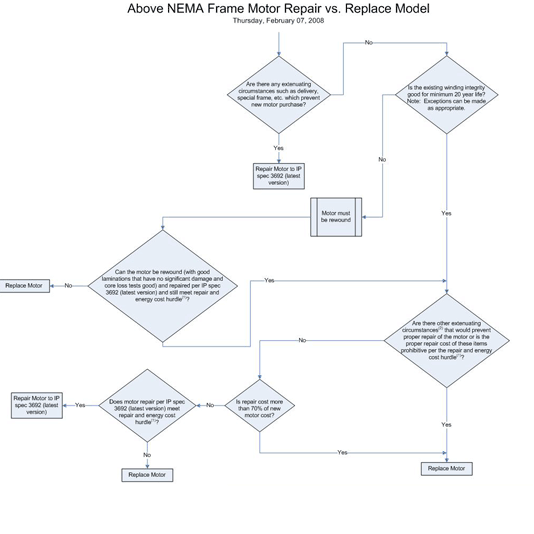 Above NEMA Frame Motor Repair vs. Replace Model
Thursday, February 07, 2008
No
Are there any extenuating
circumstances such as delivery,
special frame, etc. which prevent
new motor purchase?
Is the existing winding integrity
good for minimum 20 year life?
Note: Exceptions can be made
as appropriate.
Yes
No
Repair Motor to IP
spec 3692 (latest
version)
Motor must
be rewound
Yes
Can the motor be rewound (with good
laminations that have no significant damage and
core loss tests good) and repaired per IP spec
3692 (latest version) and still meet repair and
energy cost hurdle(1)?
Yes
No
Replace Motor
Are there other extenuating
circumstances(2) that would prevent
proper repair of the motor or is the
proper repair cost of these items
prohibitive per the repair and energy
cost hurdle(1)?
No
Repair Motor to IP
spec 3692 (latest
version)
Yes
Does motor repair per IP spec
3692 (latest version) meet
repair and energy cost
hurdle(1)?
No
Is repair cost more
than 70% of new
motor cost?
Yes
No
Yes
Replace Motor
Replace Motor